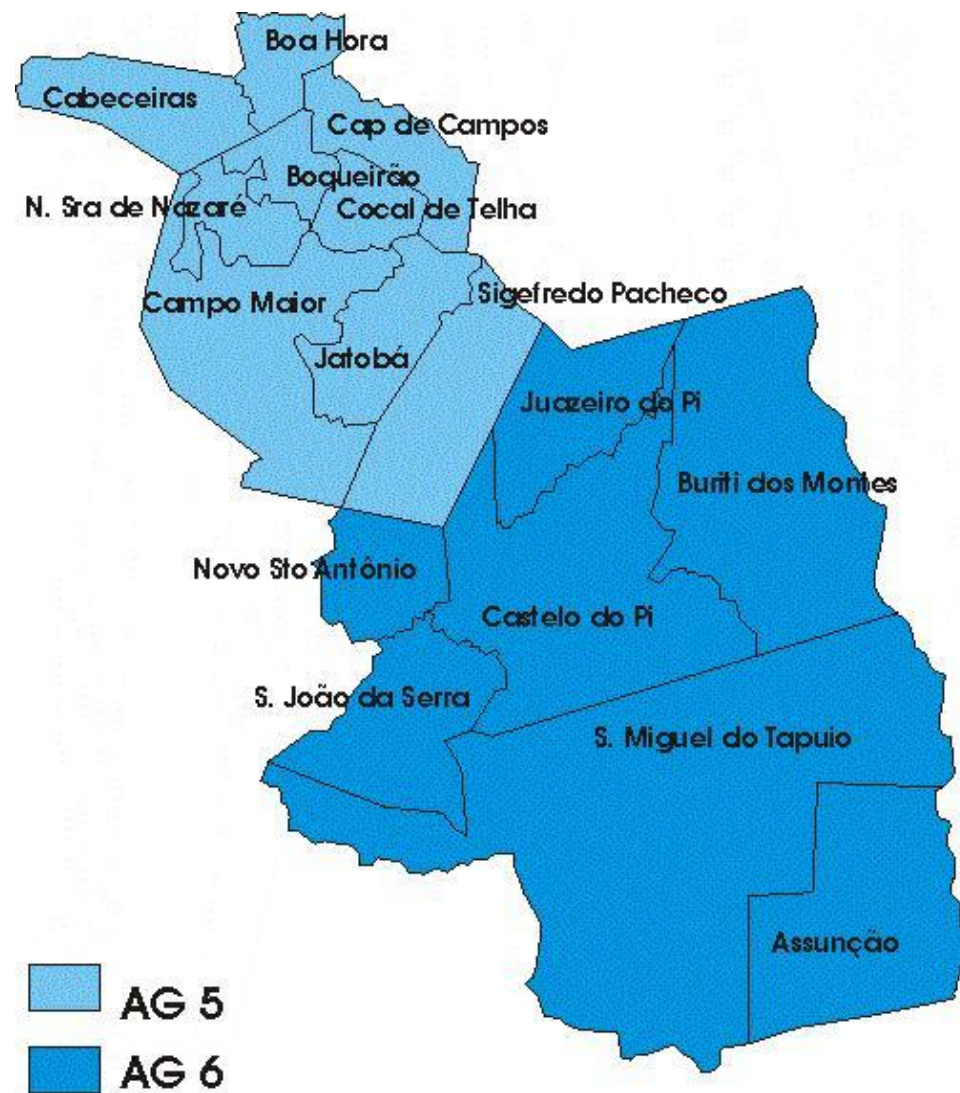 Boa Hora
Cabeceiras
Cap de Campos
Boqueirão
N. Sra de Nazaré
Cocal de Telha
Sigefredo Pacheco
Campo Maior
Jatobá
Juazeiro do Pi
Buriti dos Montes
Novo Sto Antônio
Castelo do Pi
S. João da Serra
S. Miguel do Tapuio
Assunção
AG 5
AG 6